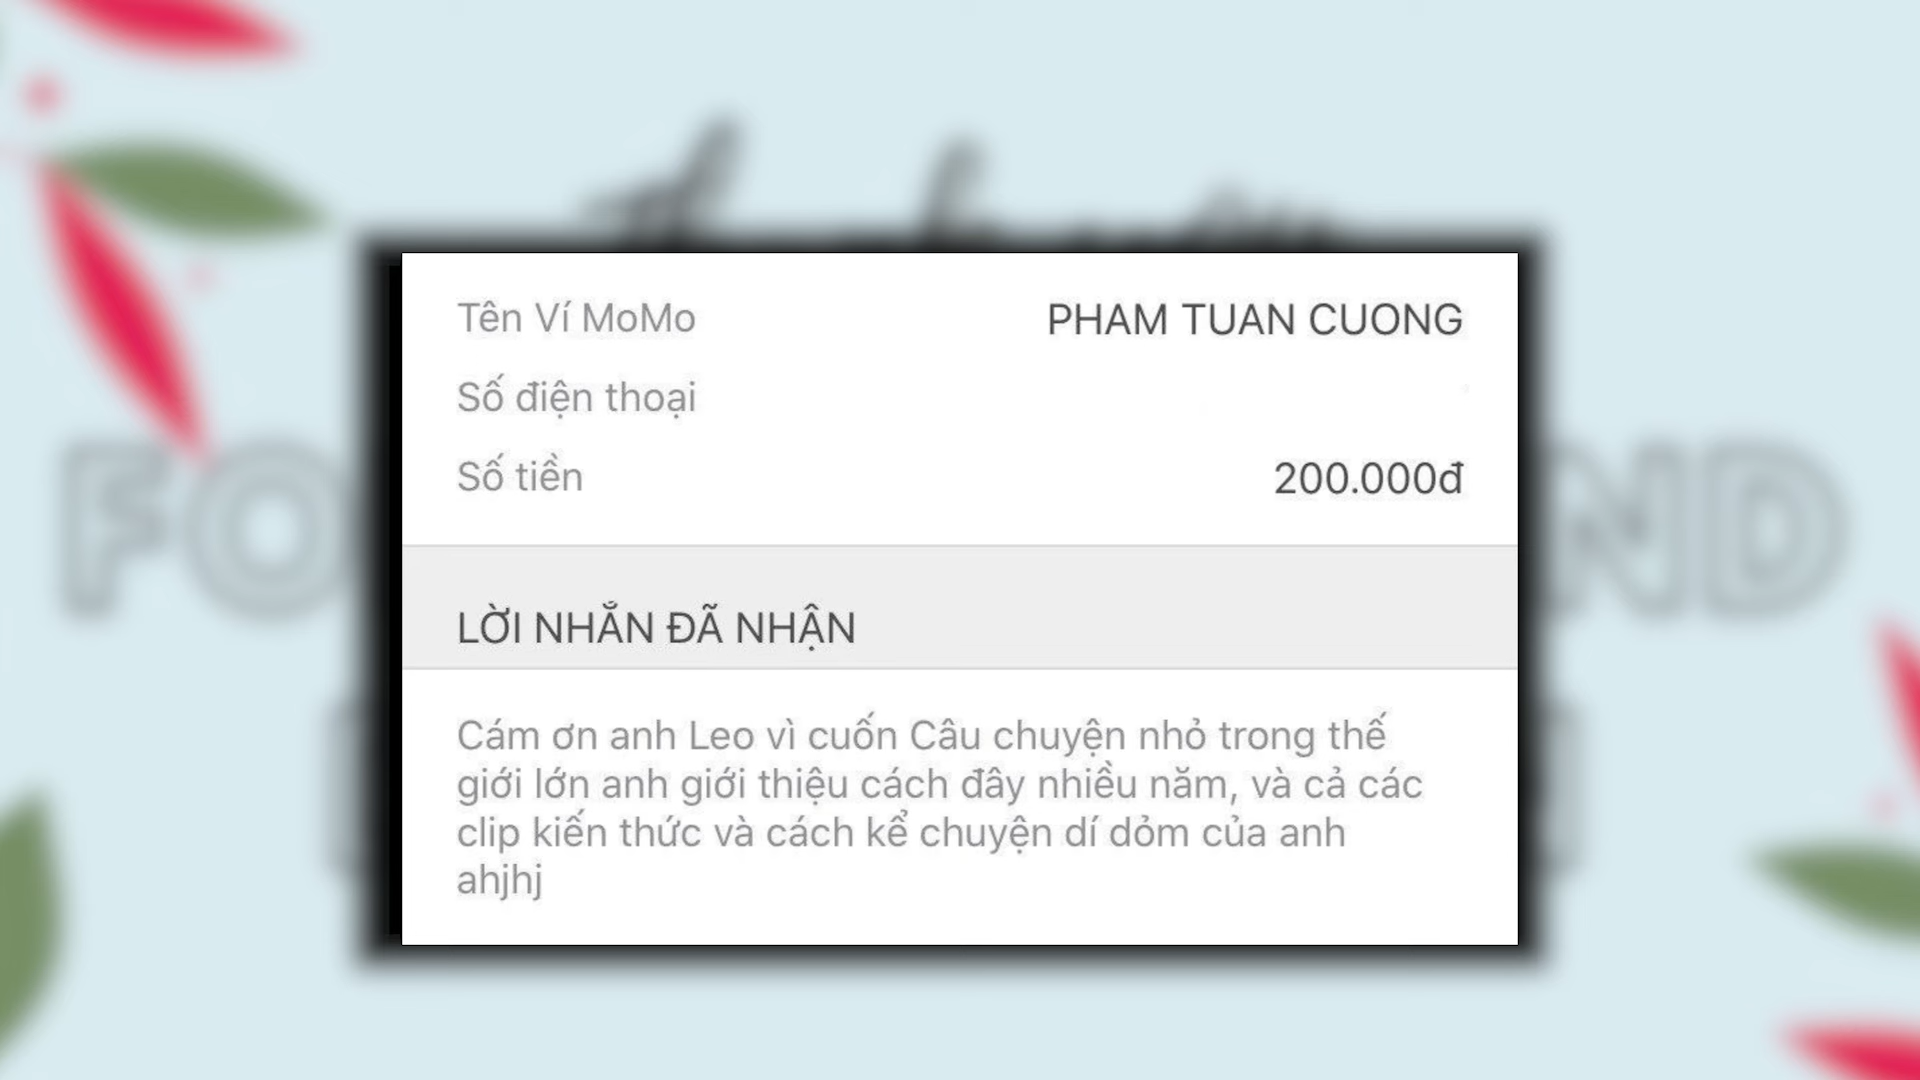 Tên Ví MoMo PHAM TUAN CUONG
Số điện thoại
Số tiền 200.000đ
LỜI NHẮN ĐÃ NHẬN
Cám ơn anh Leo vì cuốn Câu chuyện nhỏ trong thế
giới lớn anh giới thiệu cách đây nhiều năm, và cả các
clip kiến thức và cách kể chuyện dí dỏm của anh
ahjhj